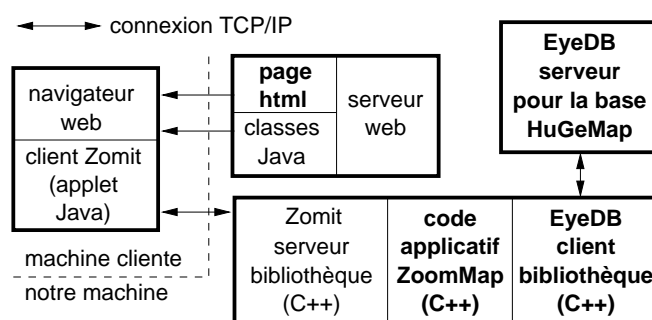 connexion TCP/IP
navigateur
web
client Zomit
(applet
Java)
machine cliente
notre machine
page
html
classes
Java
serveur
web
EyeDB
serveur
pour la base
HuGeMap
Zomit
serveur
bibliothèque
(C++)
code
applicatif
ZoomMap
(C++)
EyeDB
client
bibliothèque
(C++)